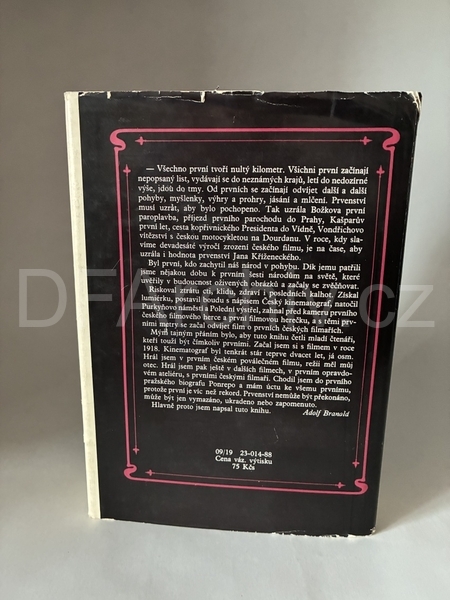 — Všechno první tvoří nultý kilometr. Všichni první začínají
nepopsaný list, vydávají se do neznámých krajů, letí do nedozírné
výše, jdou do tmy. Od prvních se začínají odvíjet další a další
pohyby, myšlenky, výhry a prohry, jásání a mlčení. Prvenství
musí uzrát, aby bylo pochopeno. Tak uzrála Božkova první
paroplavba, příjezd prvního parochodu do Prahy, Kašparův
první let, cesta kopřivnického Presidenta do Vídně, Vondřichovo
vítězství s českou motocykletou na Dourdanu. V roce, kdy sla-
víme devadesáté výročí zrození českého filmu, je na čase, aby
uzrála i hodnota prvenství Jana Kříženeckého.
Byl první, kdo zachytil náš národ v pohybu. Dík jemu patřili
jsme nějakou dobu k prvním šesti národům na světě, které
uvěřily v budoucnost oživených obrázků a začaly se zvěčňovat.
Riskoval ztrátu cti, klidu, zdraví i posledních kalhot. Získal
lumiérku, postavil boudu s nápisem Český kinematograf, natočil
Purkyňovo náměstí a Polední výstřel, zahnal před kameru prvního
českého filmového herce a první filmovou herečku, a s těmi prv-
ními metry se začal odvíjet film o prvních českých filmařích.
Mým tajným přáním bylo, aby tuto knihu četli mladí čtenáři,
kteří touží být čímkoliv prvními. Začal jsem si s filmem v roce
1918. Kinematograf byl tenkrát stár teprve dvacet let, já osm.
Hrál jsem v prvním českém poválečném filmu, režii měl můj
otec. Hrál jsem pak ještě v dalších filmech, v prvním opravdo-
vém ateliéru, s prvními českými filmaři. Chodil jsem do prvního
pražského biografu Ponrepo a mám úctu ke všemu prvnímu,
protože první je víc než rekord. Prvenství nemůže být překonáno,
může být jen vymazáno, ukradeno nebo zapomenuto.
Hlavně proto jsem napsal tuto knihu.
Adolf Branald
09/19 23-014-88
Cena váz. výtisku
75 Kčs